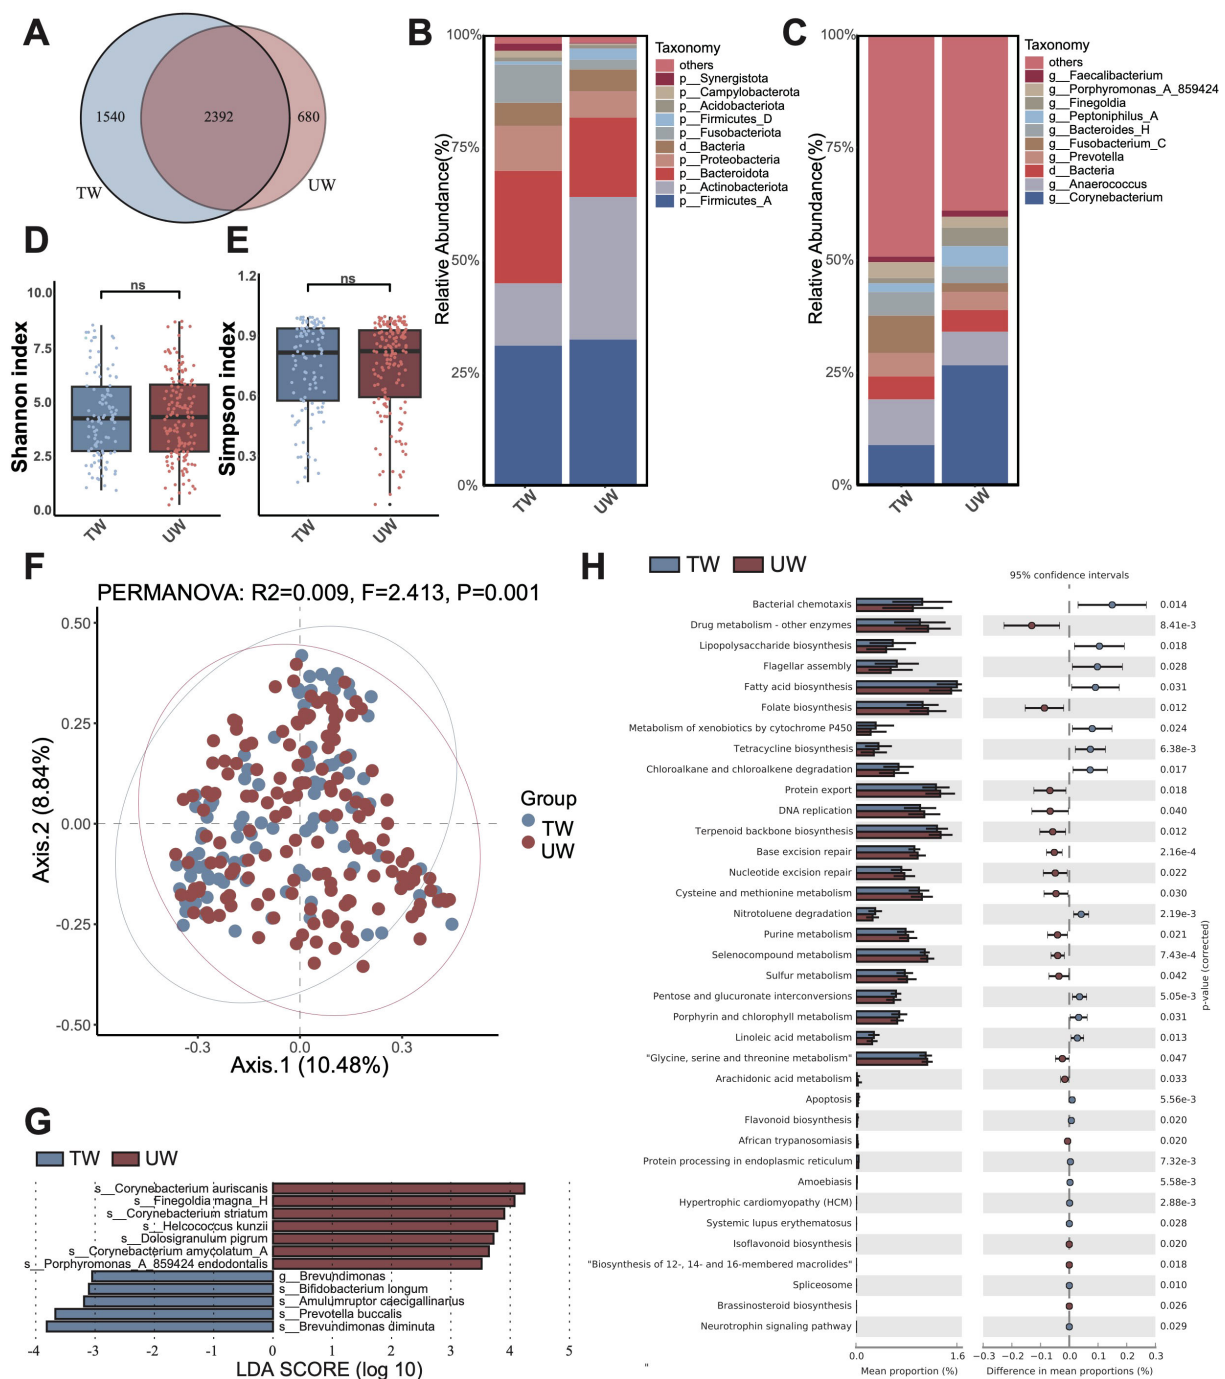 A
1540
2392
680
TW
UW
B
100%
75%
50%
25%
0%
Relative Abundance(%)
TW
UW
Taxonomy
others
p__Synergistota
p__Campylobacterota
p__Acidobacteriota
p__Firmicutes_D
p__Fusobacteriota
d__Bacteria
p__Proteobacteria
p__Bacteroidota
p__Actinobacteriota
p__Firmicutes_A
C
100%
75%
50%
25%
0%
Relative Abundance(%)
TW
UW
Taxonomy
others
g__Faecalibacterium
g__Porphyromonas_A_859424
g__Finegoldia
g__Peptoniphilus_A
g__Bacteroides_H
g__Fusobacterium_C
g__Prevotella
d__Bacteria
g__Anaerococcus
g__Corynebacterium
D
ns
10.0
7.5
5.0
2.5
0.0
Shannon index
TW
UW
E
ns
1.2
0.9
0.6
0.3
Simpson index
TW
UW
F
PERMANOVA: R2=0.009, F=2.413, P=0.001
0.50
0.25
0.00
-0.25
-0.50
Axis.2 (8.84%)
-0.3
0.0
0.3
Axis.1 (10.48%)
Group
TW
UW
G
TW
UW
s__Corynebacterium auriscanis
s__Finegoldia magna_H
s__Corynebacterium striatum
s__Helcococcus kunzii
s__Dolosigranulum pigrum
s__Corynebacterium amycolatum_A
s__Porphyromonas_A_859424 endodontalis
g__Brevundimonas
s__Bifidobacterium longum
s__Amulumruptor caecigallinarius
s__Prevotella buccalis
s__Brevundimonas diminuta
-4 -3 -2 -1 0 1 2 3 4 5
LDA SCORE (log 10)
H
TW
UW
95% confidence intervals
Bacterial chemotaxis 0.014
Drug metabolism - other enzymes 8.41e-3
Lipopolysaccharide biosynthesis 0.018
Flagellar assembly 0.028
Fatty acid biosynthesis 0.031
Folate biosynthesis 0.012
Metabolism of xenobiotics by cytochrome P450 0.024
Tetracycline biosynthesis 6.38e-3
Chloroalkane and chloroalkene degradation 0.017
Protein export 0.018
DNA replication 0.040
Terpenoid backbone biosynthesis 0.012
Base excision repair 2.16e-4
Nucleotide excision repair 0.022
Cysteine and methionine metabolism 0.030
Nitrotoluene degradation 2.19e-3
Purine metabolism 0.021
Selenocompound metabolism 7.43e-4
Sulfur metabolism 0.042
Pentose and glucuronate interconversions 5.05e-3
Porphyrin and chlorophyll metabolism 0.031
Linoleic acid metabolism 0.013
"Glycine, serine and threonine metabolism" 0.047
Arachidonic acid metabolism 0.033
Apoptosis 5.56e-3
Flavonoid biosynthesis 0.020
African trypanosomiasis 0.020
Protein processing in endoplasmic reticulum 7.32e-3
Amoebiasis 5.58e-3
Hypertrophic cardiomyopathy (HCM) 2.88e-3
Systemic lupus erythematosus 0.028
Isoflavonoid biosynthesis 0.020
"Biosynthesis of 12-, 14- and 16-membered macrolides" 0.018
Spliceosome 0.010
Brassinosteroid biosynthesis 0.026
Neurotrophin signaling pathway 0.029
p-value (corrected)
0.0 1.6
−0.3 −0.2 −0.1 0.0 0.1 0.2 0.3
"
Mean proportion (%)
Difference in mean proportions (%)